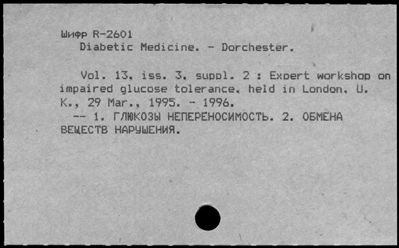 Шифр R-2601
Diabetic Medicine. - Dorchester.
Vol. 13, iss. 3, suppl. 2 : Expert workshop on
impaired glucose tolerance, held in London, U.
K., 29 Mar., 1995. - 1996.
-- 1. ГЛЮКОЗЫ НЕПЕРЕНОСИМОСТЬ. 2. ОБМЕНА
ВЕЩЕСТВ НАРУШЕНИЯ.